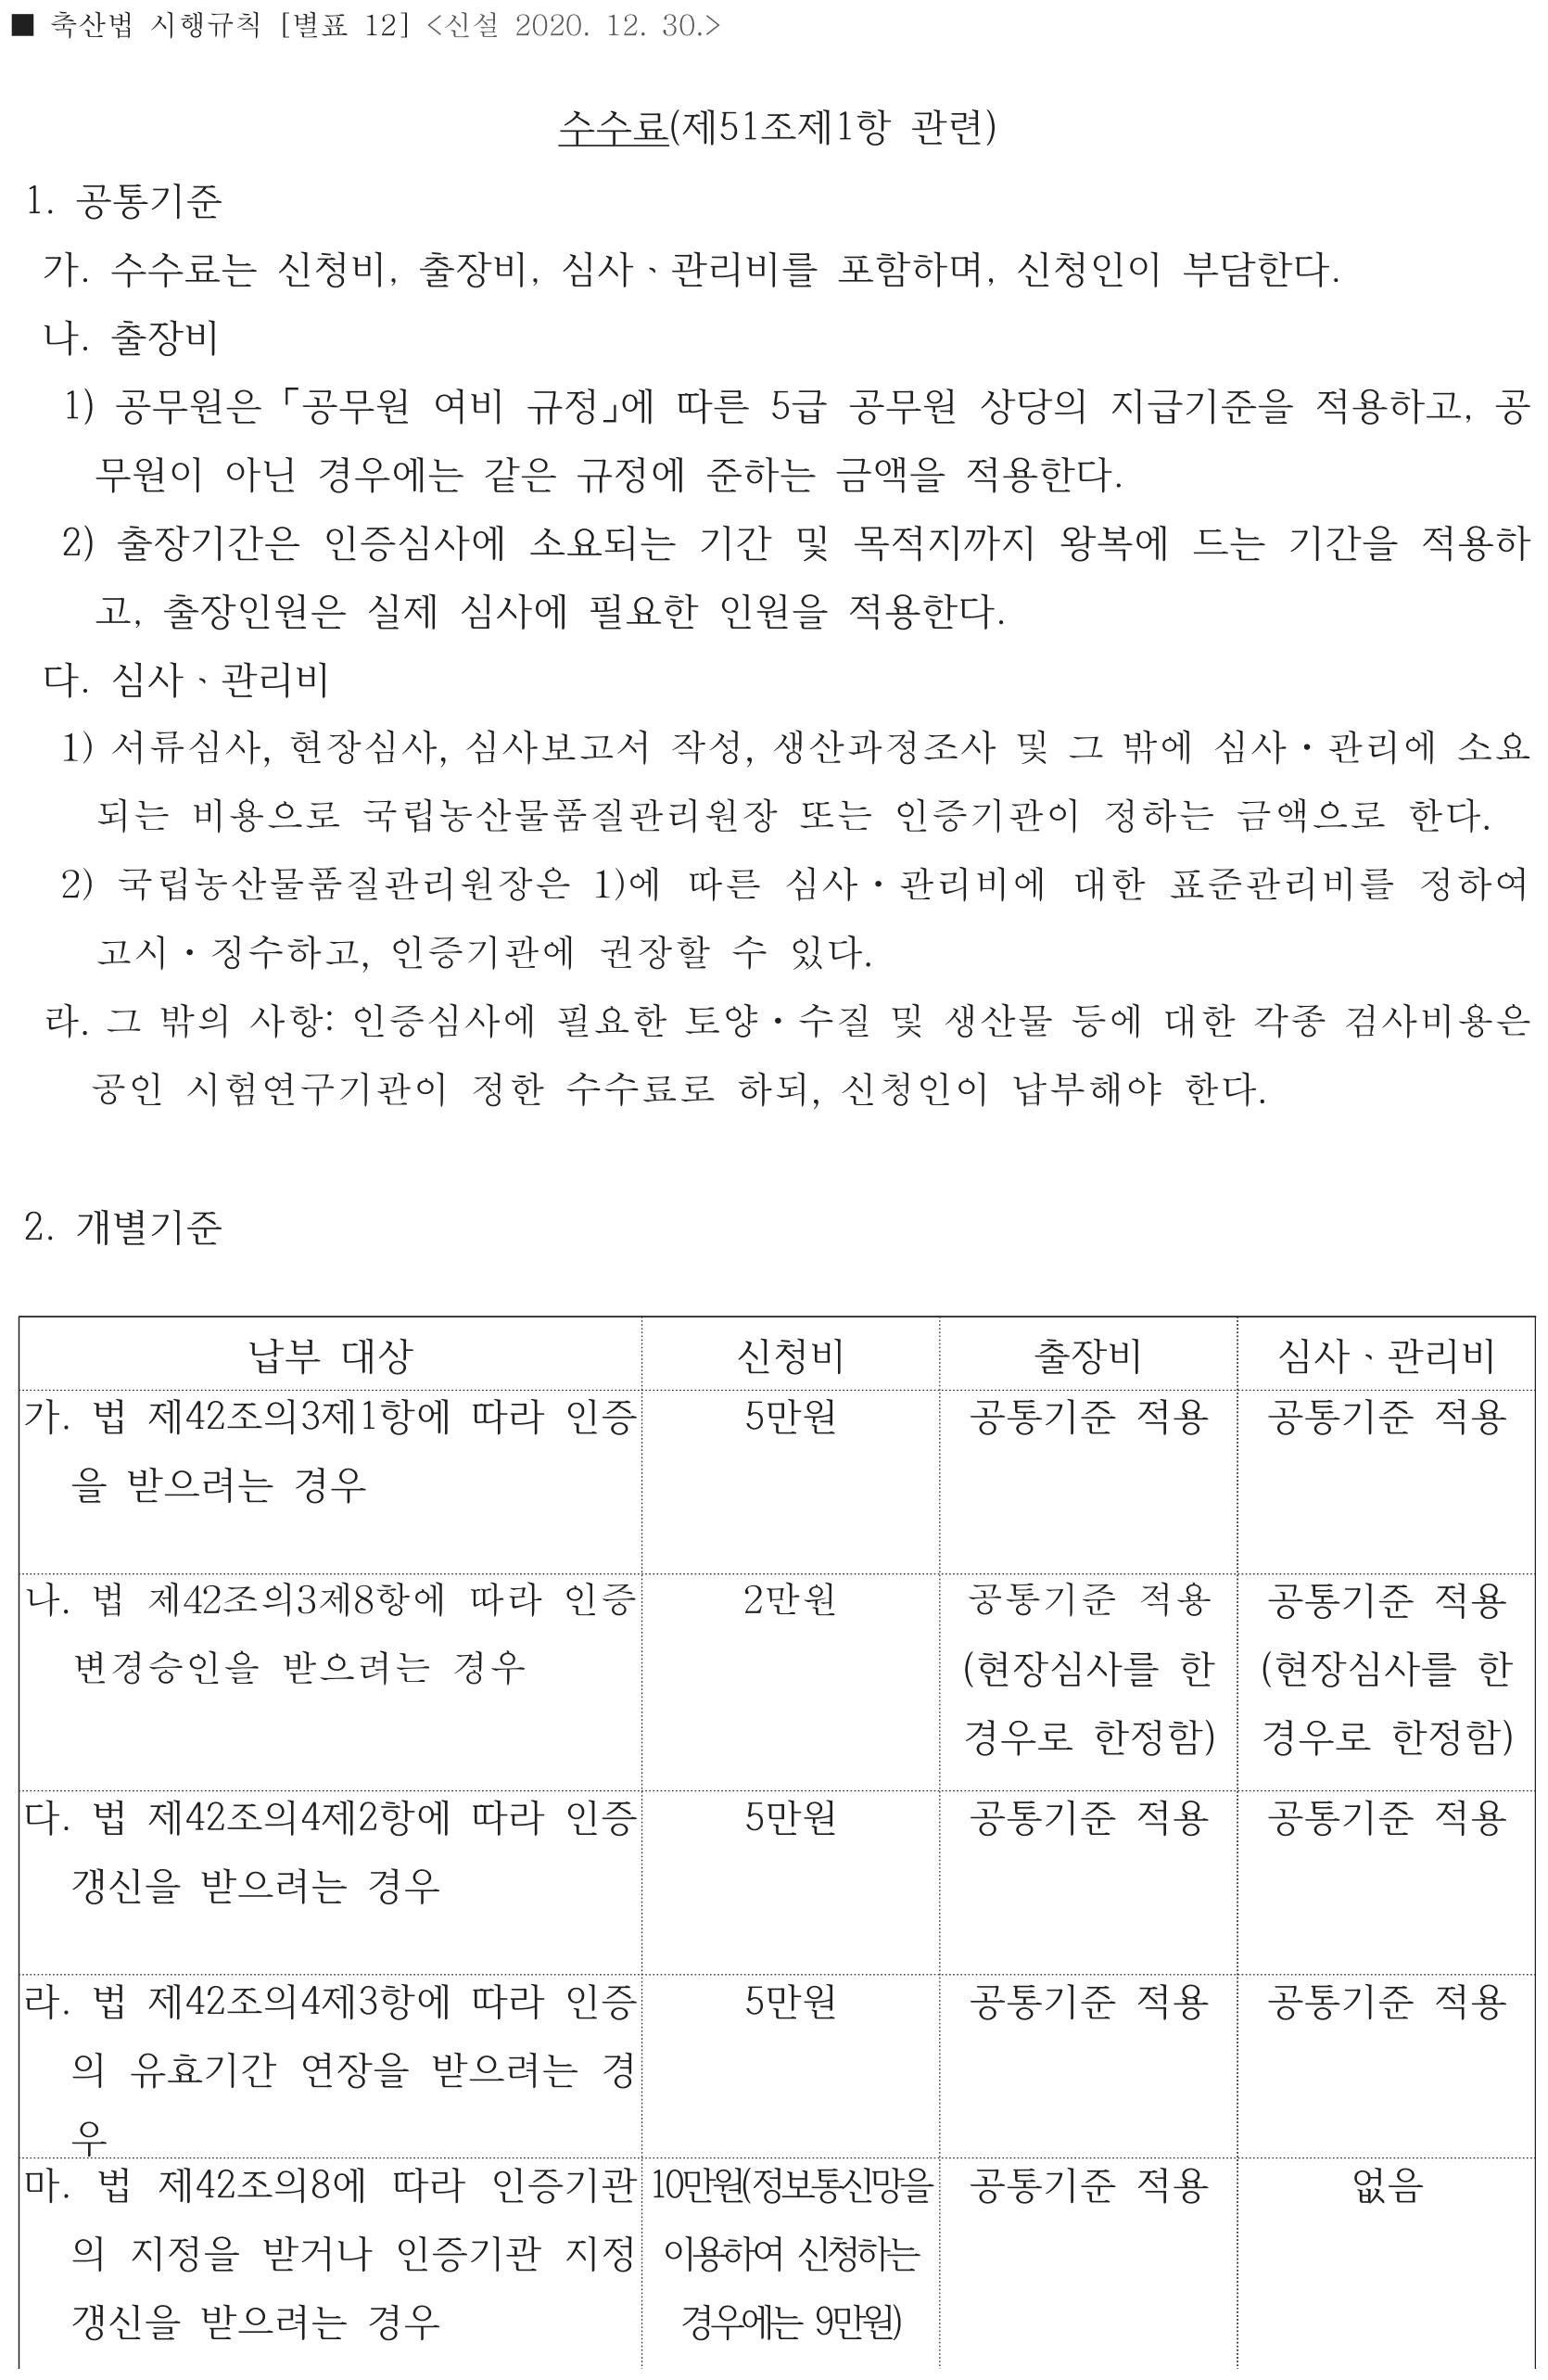 ■ 축산법 시행규칙 [별표 12] <신설 2020. 12. 30.>
수수료(제51조제1항 관련)
1. 공통기준
가. 수수료는 신청비, 출장비, 심사ㆍ관리비를 포함하며, 신청인이 부담한다.
나. 출장비
1) 공무원은 「공무원 여비 규정」에 따른 5급 공무원 상당의 지급기준을 적용하고, 공
무원이 아닌 경우에는 같은 규정에 준하는 금액을 적용한다.
2) 출장기간은 인증심사에 소요되는 기간 및 목적지까지 왕복에 드는 기간을 적용하
고, 출장인원은 실제 심사에 필요한 인원을 적용한다.
다. 심사ㆍ관리비
1) 서류심사, 현장심사, 심사보고서 작성, 생산과정조사 및 그 밖에 심사·관리에 소요
되는 비용으로 국립농산물품질관리원장 또는 인증기관이 정하는 금액으로 한다.
2) 국립농산물품질관리원장은 1)에 따른 심사·관리비에 대한 표준관리비를 정하여
고시·징수하고, 인증기관에 권장할 수 있다.
라. 그 밖의 사항: 인증심사에 필요한 토양·수질 및 생산물 등에 대한 각종 검사비용은
공인 시험연구기관이 정한 수수료로 하되, 신청인이 납부해야 한다.
2. 개별기준
납부 대상 신청비 출장비 심사ㆍ관리비
가. 법 제42조의3제1항에 따라 인증 5만원 공통기준 적용 공통기준 적용
을 받으려는 경우
나. 법 제42조의3제8항에 따라 인증 2만원 공통기준 적용 공통기준 적용
변경승인을 받으려는 경우 (현장심사를 한 (현장심사를 한
경우로 한정함) 경우로 한정함)
다. 법 제42조의4제2항에 따라 인증 5만원 공통기준 적용 공통기준 적용
갱신을 받으려는 경우
라. 법 제42조의4제3항에 따라 인증 5만원 공통기준 적용 공통기준 적용
의 유효기간 연장을 받으려는 경
우
마. 법 제42조의8에 따라 인증기관 10만원(정보통신망을 공통기준 적용 없음
의 지정을 받거나 인증기관 지정 이용하여 신청하는
갱신을 받으려는 경우 경우에는 9만원)